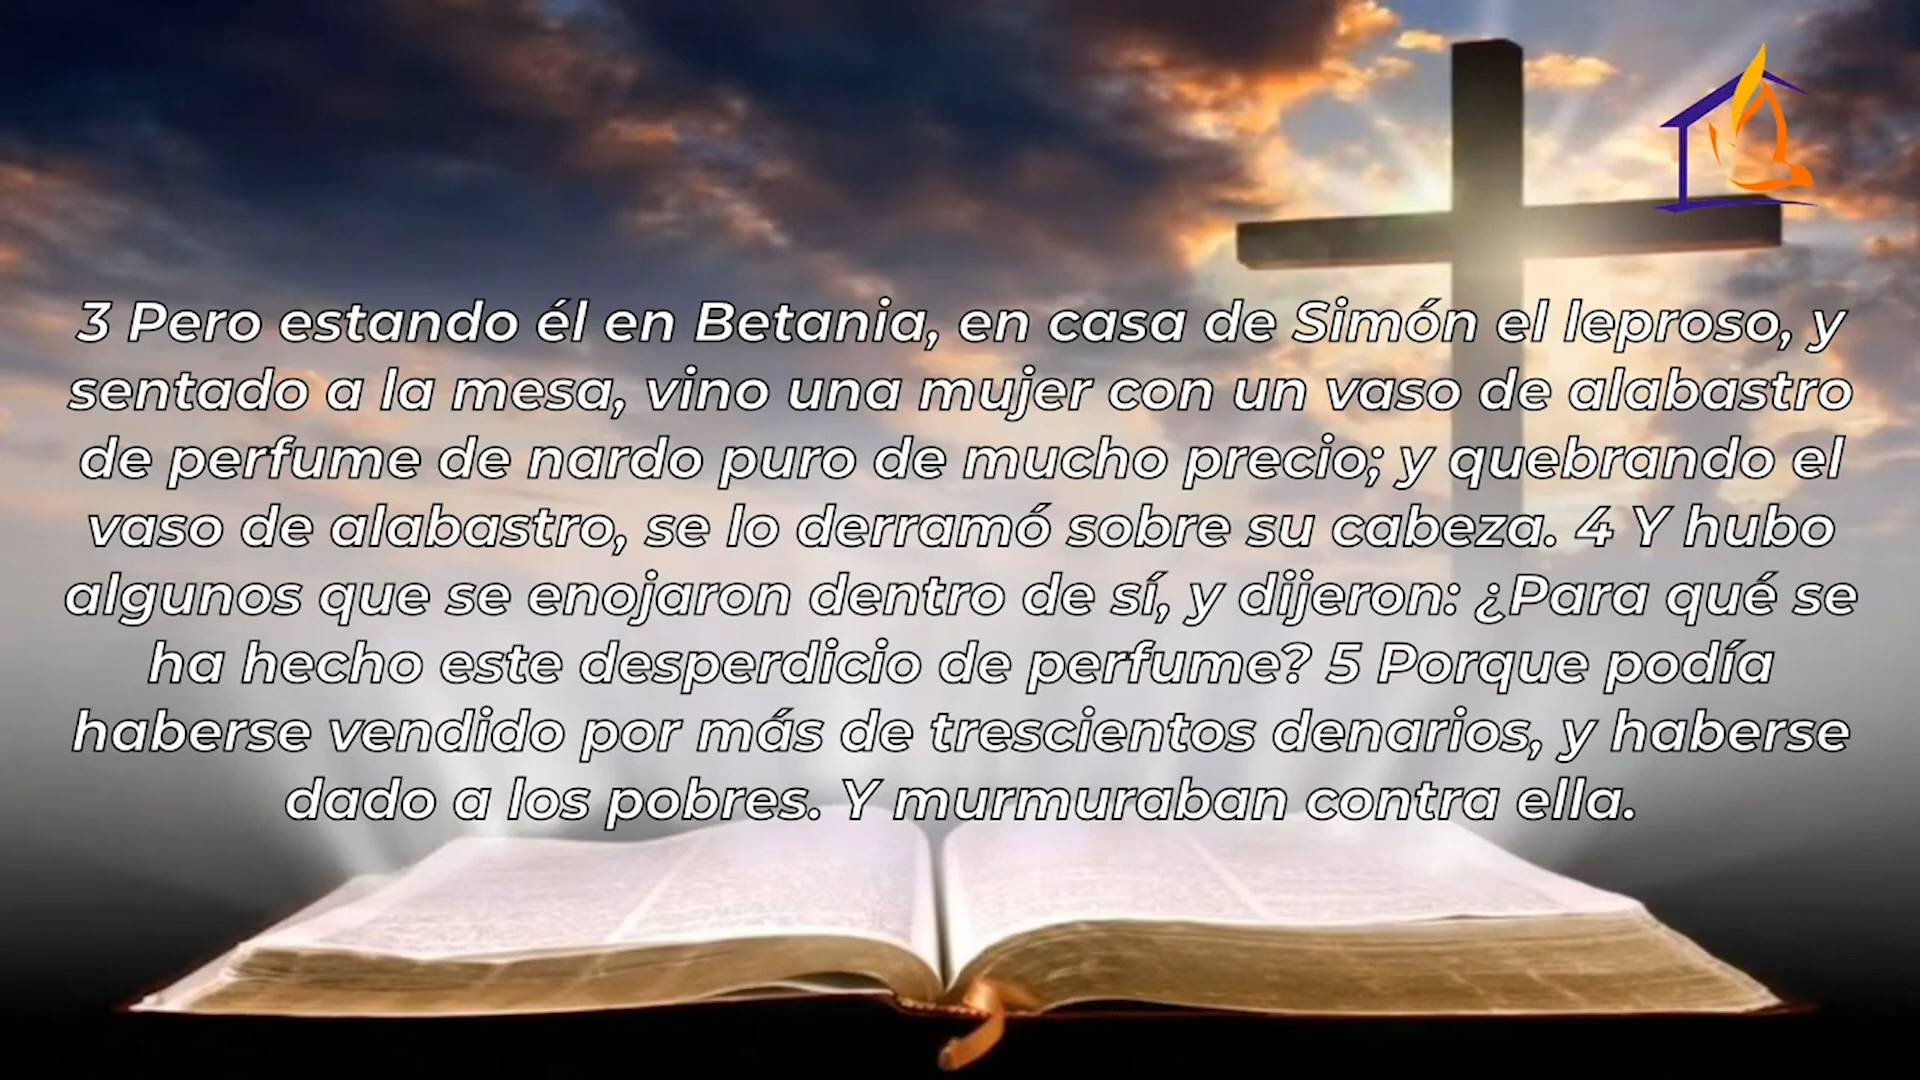 3 Pero estando él en Betania, en casa de Simón el leproso, y
sentado a la mesa, vino una mujer con un vaso de alabastro
de perfume de nardo puro de mucho precio; y quebrando el
vaso de alabastro, se lo derramó sobre su cabeza. 4 Y hubo
algunos que se enojaron dentro de sí, y dijeron: ¿Para qué se
ha hecho este desperdicio de perfume? 5 Porque podía
haberse vendido por más de trescientos denarios, y haberse
dado a los pobres. Y murmuraban contra ella.